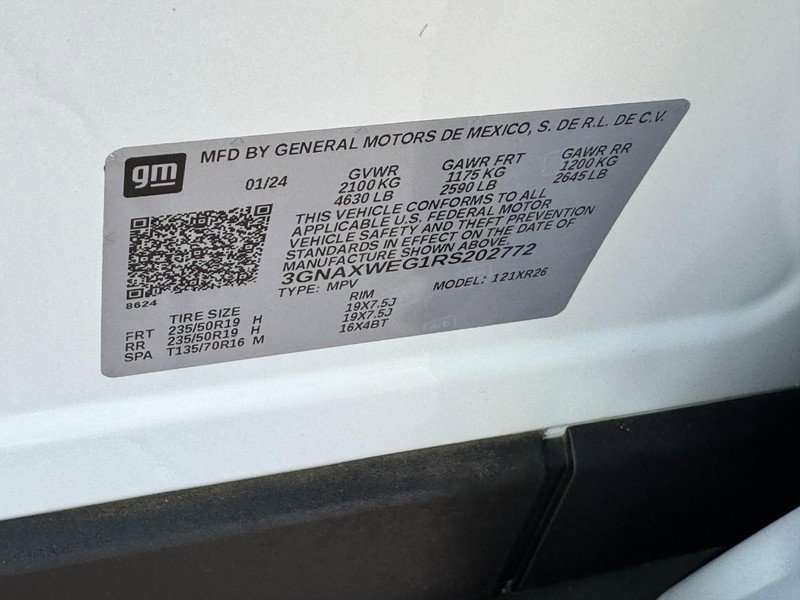 gm
MFD BY GENERAL MOTORS DE MEXICO, S. DE R.L. DE C.V.
01/24
GVWR
2100 KG
4630 LB
GAWR FRT
1175 KG
2590 LB
GAWR RR
1200 KG
2645 LB
THIS VEHICLE CONFORMS TO ALL
APPLICABLE U.S. FEDERAL MOTOR
VEHICLE SAFETY AND THEFT PREVENTION
STANDARDS IN EFFECT ON THE DATE OF
MANUFACTURE SHOWN ABOVE.
3GNAXWEG1RS202772
TYPE: MPV MODEL: 121XR26
8624
TIRE SIZE RIM
FRT 235/50R19 H 19X7.5J
RR 235/50R19 H 19X7.5J
SPA T135/70R16 M 16X4BT